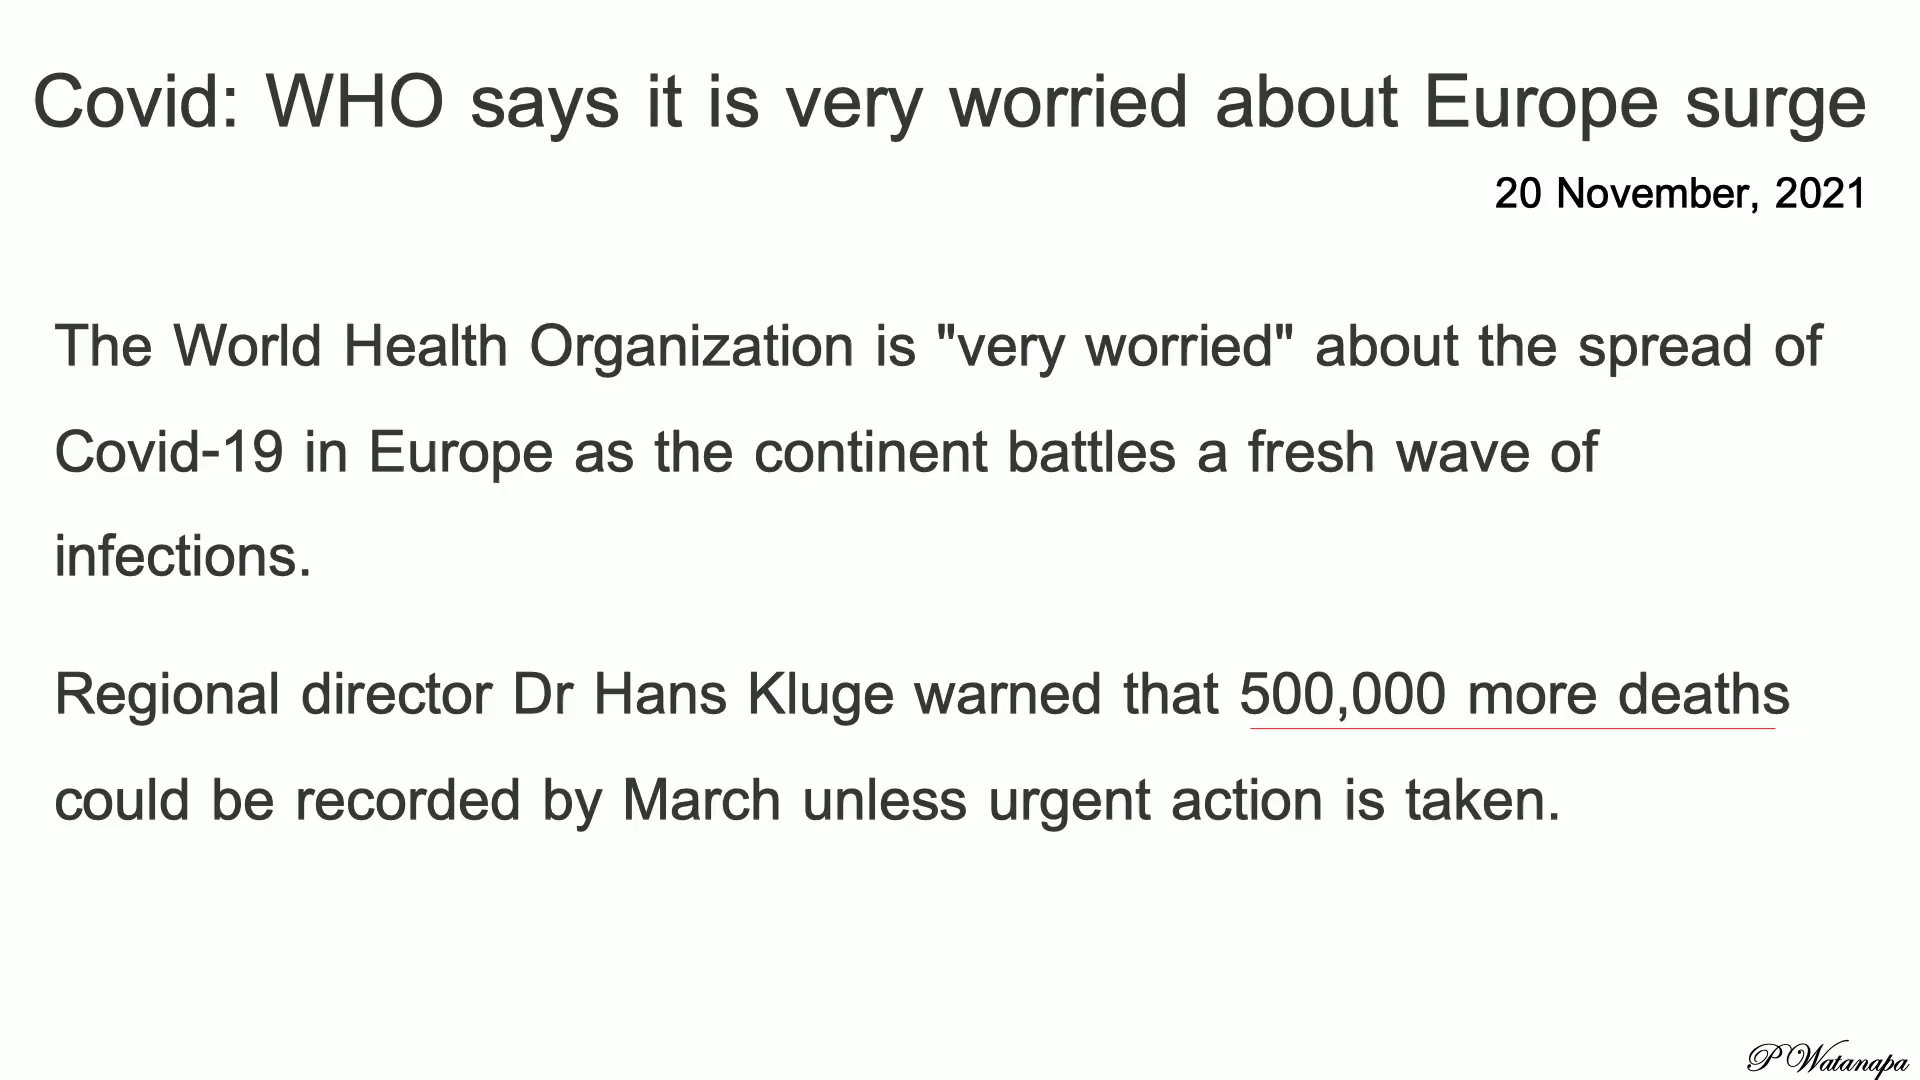 Covid: WHO says it is very worried about Europe surge
20 November, 2021
The World Health Organization is "very worried" about the spread of
Covid-19 in Europe as the continent battles a fresh wave of
infections.
Regional director Dr Hans Kluge warned that 500,000 more deaths
could be recorded by March unless urgent action is taken.
P Watanapa